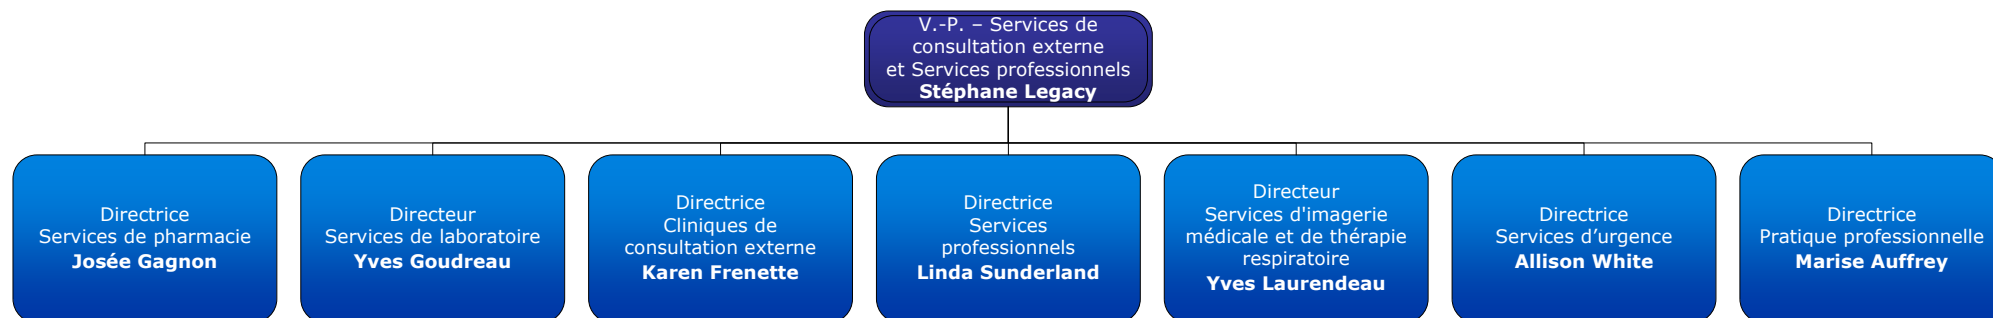 V.-P. – Services de
consultation externe
et Services professionnels
Stéphane Legacy
Directrice
Services de pharmacie
Josée Gagnon
Directeur
Services de laboratoire
Yves Goudreau
Directrice
Cliniques de
consultation externe
Karen Frenette
Directrice
Services
professionnels
Linda Sunderland
Directeur
Services d'imagerie
médicale et de thérapie
respiratoire
Yves Laurendeau
Directrice
Services d’urgence
Allison White
Directrice
Pratique professionnelle
Marise Auffrey